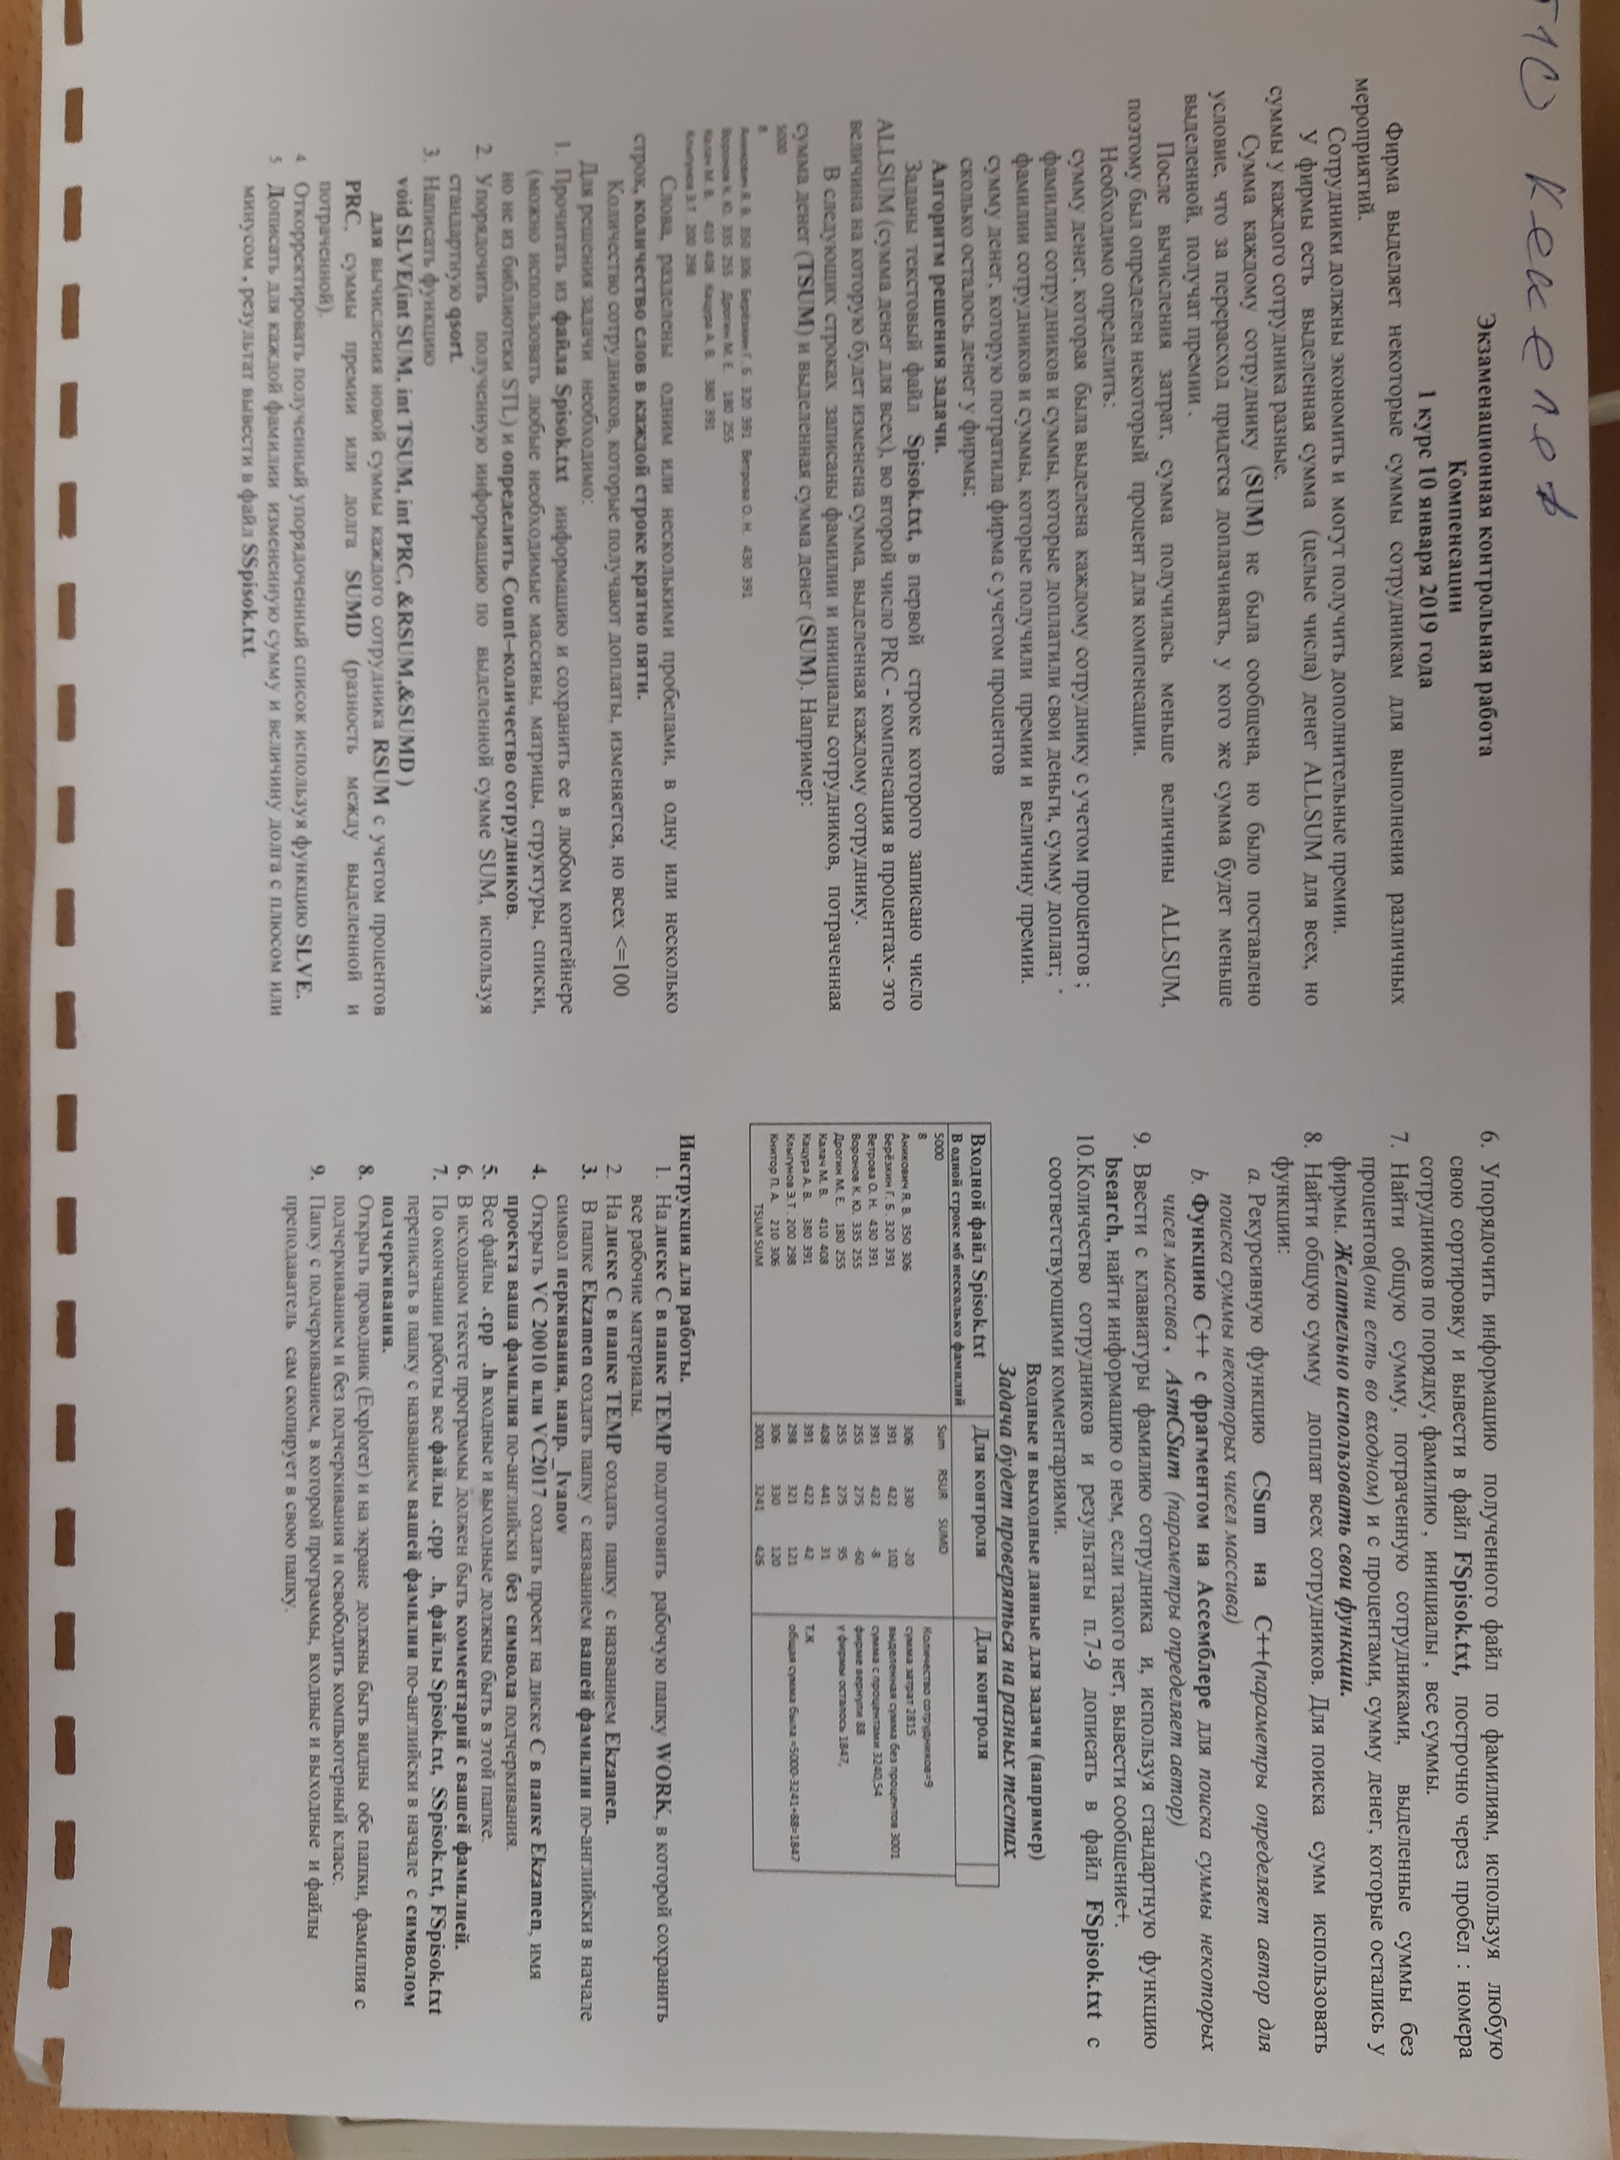 Экзаменационная контрольная работа
Компенсации
1 курс 10 января 2019 года
Фирма выделяет некоторые суммы сотрудникам для выполнения различных
мероприятий.
Сотрудники должны экономить и могут получить дополнительные премии.
У фирмы есть выделенная сумма (целые числа) денег ALLSUM для всех, но
суммы у каждого сотрудника разные.
Сумма каждому сотруднику (SUM) не была сообщена, но было поставлено
условие, что за перерасход придется доплачивать, у кого же сумма будет меньше
выделенной, получат премии .
После вычисления затрат, сумма получилась меньше величины ALLSUM,
поэтому был определен некоторый процент для компенсации.
Необходимо определить:
сумму денег, которая была выделена каждому сотруднику с учетом процентов ;
фамилии сотрудников и суммы, которые доплатили свои деньги, сумму доплат;
фамилии сотрудников и суммы, которые получили премии и величину премии.
сумму денег, которую потратила фирма с учетом процентов
сколько осталось денег у фирмы;
Алгоритм решения задачи.
Заданы текстовый файл Spisok.txt, в первой строке которого записано число
ALLSUM (сумма денег для всех), во второй число PRC - компенсация в процентах- это
величина на которую будет изменена сумма, выделенная каждому сотруднику.
В следующих строках записаны фамилии и инициалы сотрудников, потраченная
сумма денег (TSUM) и выделенная сумма денег (SUM). Например:
5000
8
Аникович Я. В. 350 306 Берёзкин Г. Б 320 391 Ветрова О. Н. 430 391
Воронов К. Ю. 335 255 Дрогин М. Е. 180 255
Калач М. В. 410 408 Кацура А. В. 380 391
Клыгунов Э.Т . 200 298
Слова, разделены одним или несколькими пробелами, в одну или несколько
строк, количество слов в каждой строке кратно пяти.
Количество сотрудников, которые получают доплаты, изменяется, но всех <=100
Для решения задачи необходимо:
1. Прочитать из файла Spisok.txt информацию и сохранить ее в любом контейнере
(можно использовать любые необходимые массивы, матрицы, структуры, списки,
но не из библиотеки STL) и определить Count–количество сотрудников.
2. Упорядочить полученную информацию по выделенной сумме SUM, используя
стандартную qsort.
3. Написать функцию
void SLVE(int SUM, int TSUM, int PRC, &RSUM,&SUMD )
для вычисления новой суммы каждого сотрудника RSUM с учетом процентов
PRC, суммы премии или долга SUMD (разность между выделенной и
потраченной).
4 Откорректировать полученный упорядоченный список используя функцию SLVE.
5 Дописать для каждой фамилии измененную сумму и величину долга с плюсом или
минусом , результат вывести в файл SSpisok.txt.
6. Упорядочить информацию полученного файл по фамилиям, используя любую
свою сортировку и вывести в файл FSpisok.txt, построчно через пробел : номера
сотрудников по порядку, фамилию , инициалы , все суммы.
7. Найти общую сумму, потраченную сотрудниками, выделенные суммы без
процентов(они есть во входном) и с процентами, сумму денег, которые остались у
фирмы. Желательно использовать свои функции.
8. Найти общую сумму доплат всех сотрудников. Для поиска сумм использовать
функции:
a. Рекурсивную функцию CSum на С++(параметры определяет автор для
поиска суммы некоторых чисел массива)
b. Функцию С++ с фрагментом на Ассемблере для поиска суммы некоторых
чисел массива , AsmCSum (параметры определяет автор)
9. Ввести с клавиатуры фамилию сотрудника и, используя стандартную функцию
bsearch, найти информацию о нем, если такого нет, вывести сообщение+.
10.Количество сотрудников и результаты п.7-9 дописать в файл FSpisok.txt с
соответствующими комментариями.
Входные и выходные данные для задачи (например)
Задача будет проверяться на разных тестах
Входной файл Spisok.txt Для контроля Для контроля
В одной строке мб несколько фамилий
5000 Sum RSUR SUMD Количество сотрудников=9
8 сумма затрат 2815
Аникович Я. В. 350 306 306 330 -20 выделенная сумма без процентов 3001
Берёзкин Г. Б 320 391 391 422 102 сумма с процентами 3240,54
Ветрова О. Н. 430 391 391 422 -8 фирме вернули 88
Воронов К. Ю. 335 255 255 275 -60 у фирмы осталось 1847,
Дрогин М. Е. 180 255 255 275 95
Калач М. В. 410 408 408 441 31 Т.К
Кацура А. В. 380 391 391 422 42 общая сумма была =5000-3241+88=1847
Клыгунов Э.Т . 200 298 298 321 121
Книтор П. А. 210 306 306 330 120
TSUM SUM 3001 3241 426
Инструкция для работы.
1. На диске С в папке TEMP подготовить рабочую папку WORK, в которой сохранить
все рабочие материалы.
2 На диске С в папке TEMP создать папку с названием Ekzamen.
3. В папке Ekzamen создать папку с названием вашей фамилии по-английски в начале
символ перкивания, напр._Ivanov
4. Открыть VC 20010 или VC2017 создать проект на диске С в папке Ekzamen, имя
проекта ваша фамилия по-английски без символа подчеркивания.
5. Все файлы .cpp .h входные и выходные должны быть в этой папке.
6. В исходном тексте программы должен быть комментарий с вашей фамилией.
7. По окончании работы все файлы .cpp .h, файлы Spisok.txt, SSpisok.txt, FSpisok.txt
переписать в папку с названием вашей фамилии по-английски в начале с символом
подчеркивания.
8. Открыть проводник (Explorer) и на экране должны быть видны обе папки, фамилия с
подчеркиванием и без подчеркивания и освободить компьютерный класс.
9. Папку с подчеркиванием, в которой программы, входные и выходные и файлы
преподаватель сам скопирует в свою папку.